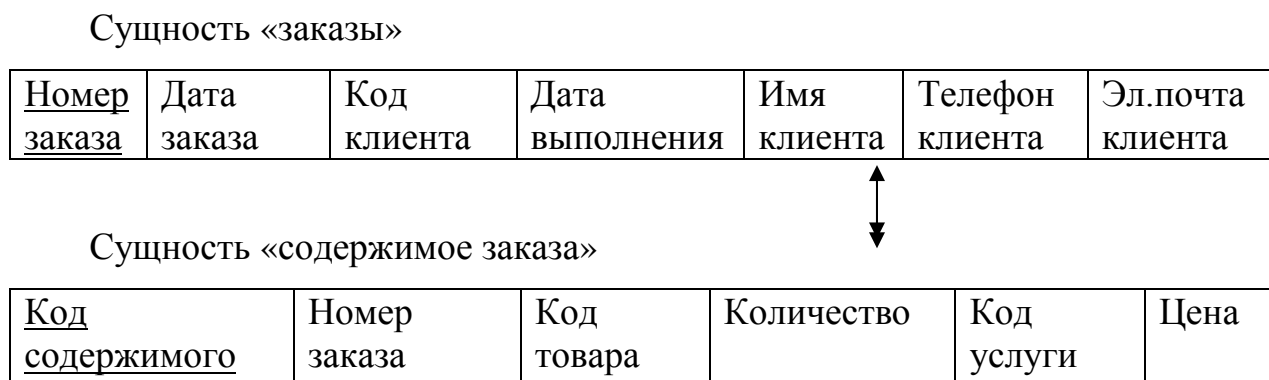 Сущность «заказы»
Номер Дата Код Дата Имя Телефон Эл.почта
заказа заказа клиента выполнения клиента клиента клиента
Сущность «содержимое заказа»
Код Номер Код Количество Код Цена
содержимого заказа товара услуги